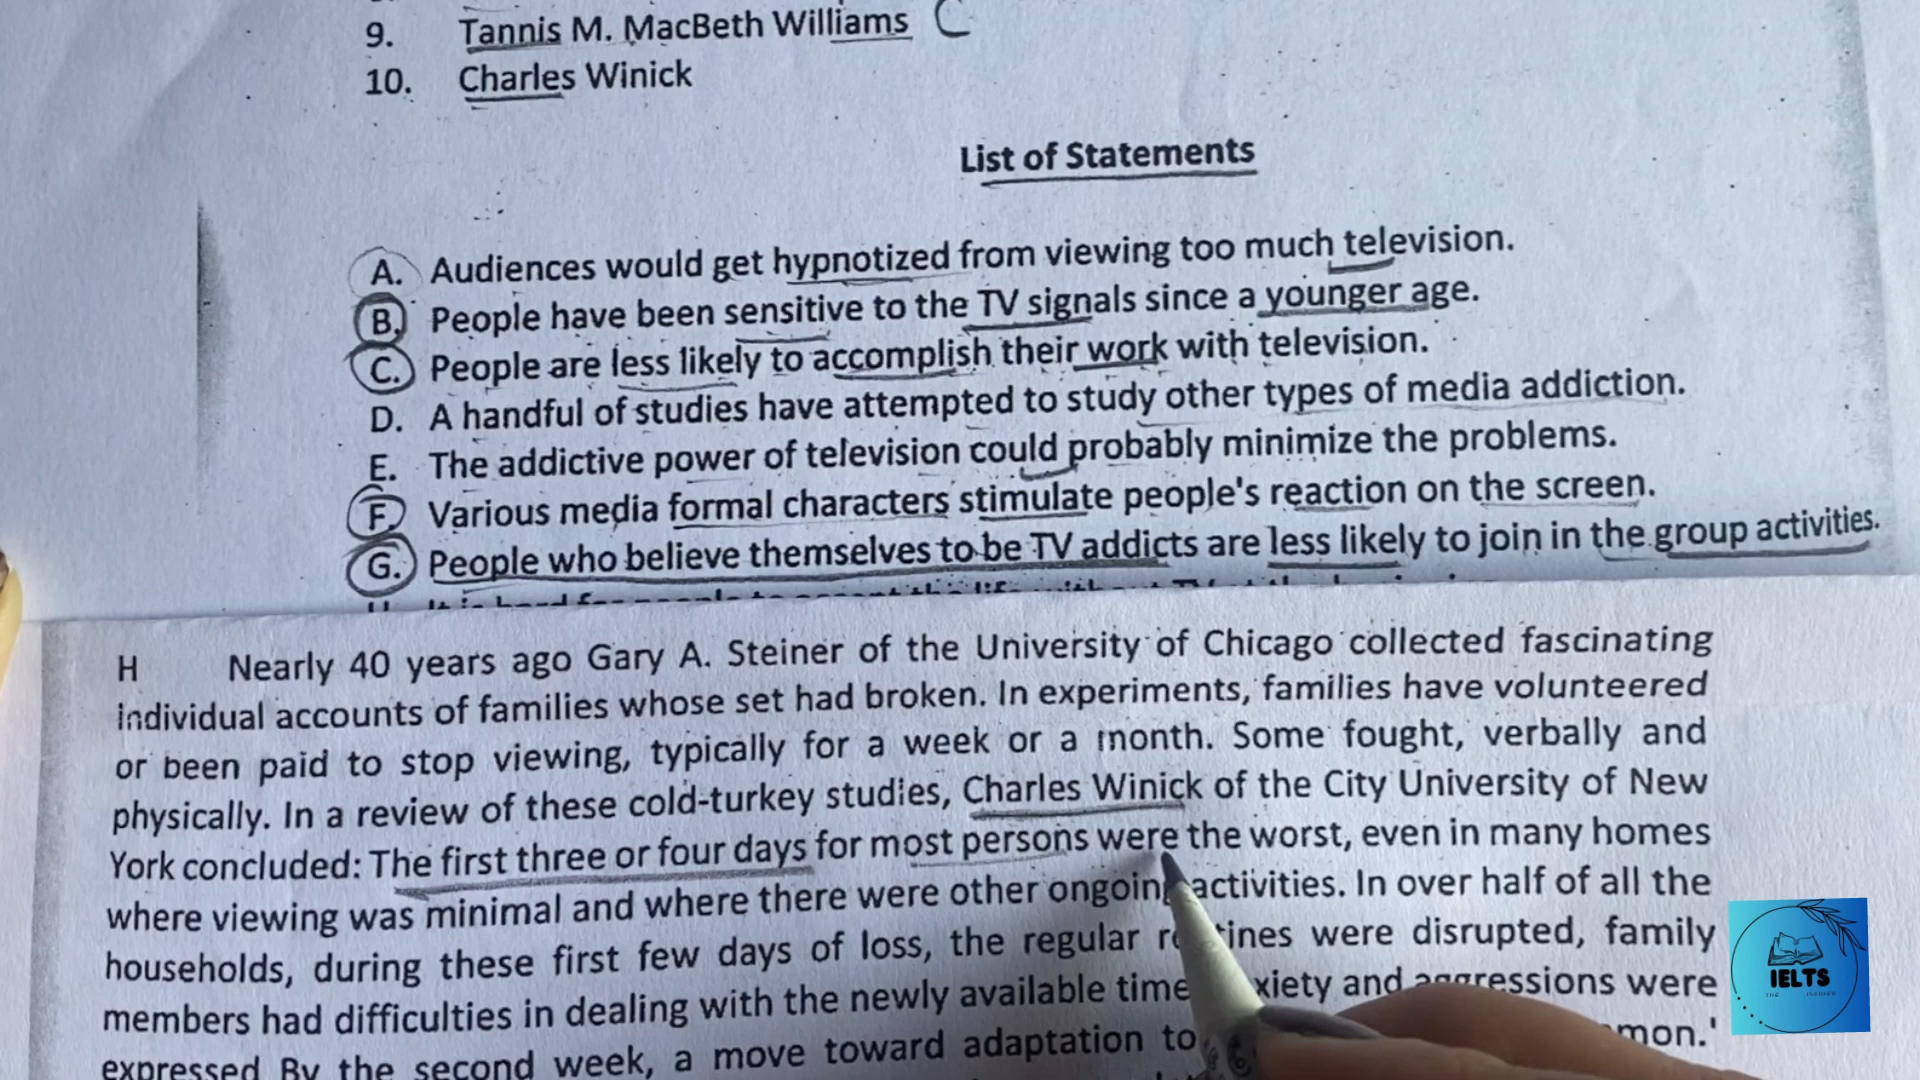 9. Tannis M. MacBeth Williams C
10. Charles Winick
List of Statements
A. Audiences would get hypnotized from viewing too much television.
B. People have been sensitive to the TV signals since a younger age.
C. People are less likely to accomplish their work with television.
D. A handful of studies have attempted to study other types of media addiction.
E. The addictive power of television could probably minimize the problems.
F. Various media formal characters stimulate people's reaction on the screen.
G. People who believe themselves to be TV addicts are less likely to join in the group activities.
H Nearly 40 years ago Gary A. Steiner of the University of Chicago collected fascinating
individual accounts of families whose set had broken. In experiments, families have volunteered
or been paid to stop viewing, typically for a week or a month. Some fought, verbally and
physically. In a review of these cold-turkey studies, Charles Winick of the City University of New
York concluded: The first three or four days for most persons were the worst, even in many homes
where viewing was minimal and where there were other ongoing activities. In over half of all the
households, during these first few days of loss, the regular routines were disrupted, family
members had difficulties in dealing with the newly available time and aggressions were
expressed By the second week, a move toward adaptation to
IELTS
THE